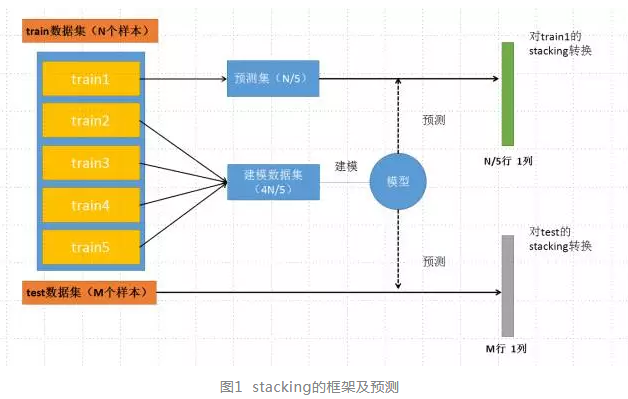 train数据集（N个样本）
train1
train2
train3
train4
train5
test数据集（M个样本）
预测集（N/5）
建模数据集
（4N/5）
建模
模型
预测
预测
对train1的
stacking转换
N/5行 1列
对test的
stacking转换
M行 1列
图1 stacking的框架及预测